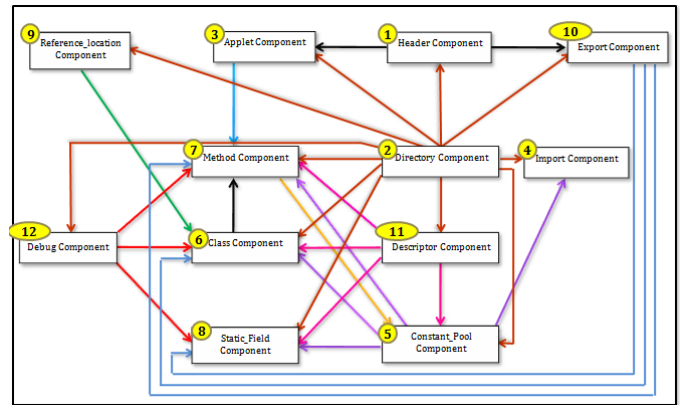 9
Reference_location
Component
3
Applet Component
1
Header Component
10
Export Component
7
Method Component
2
Directory Component
4
Import Component
12
Debug Component
6
Class Component
11
Descriptor Component
8
Static_Field
Component
5
Constant_Pool
Component